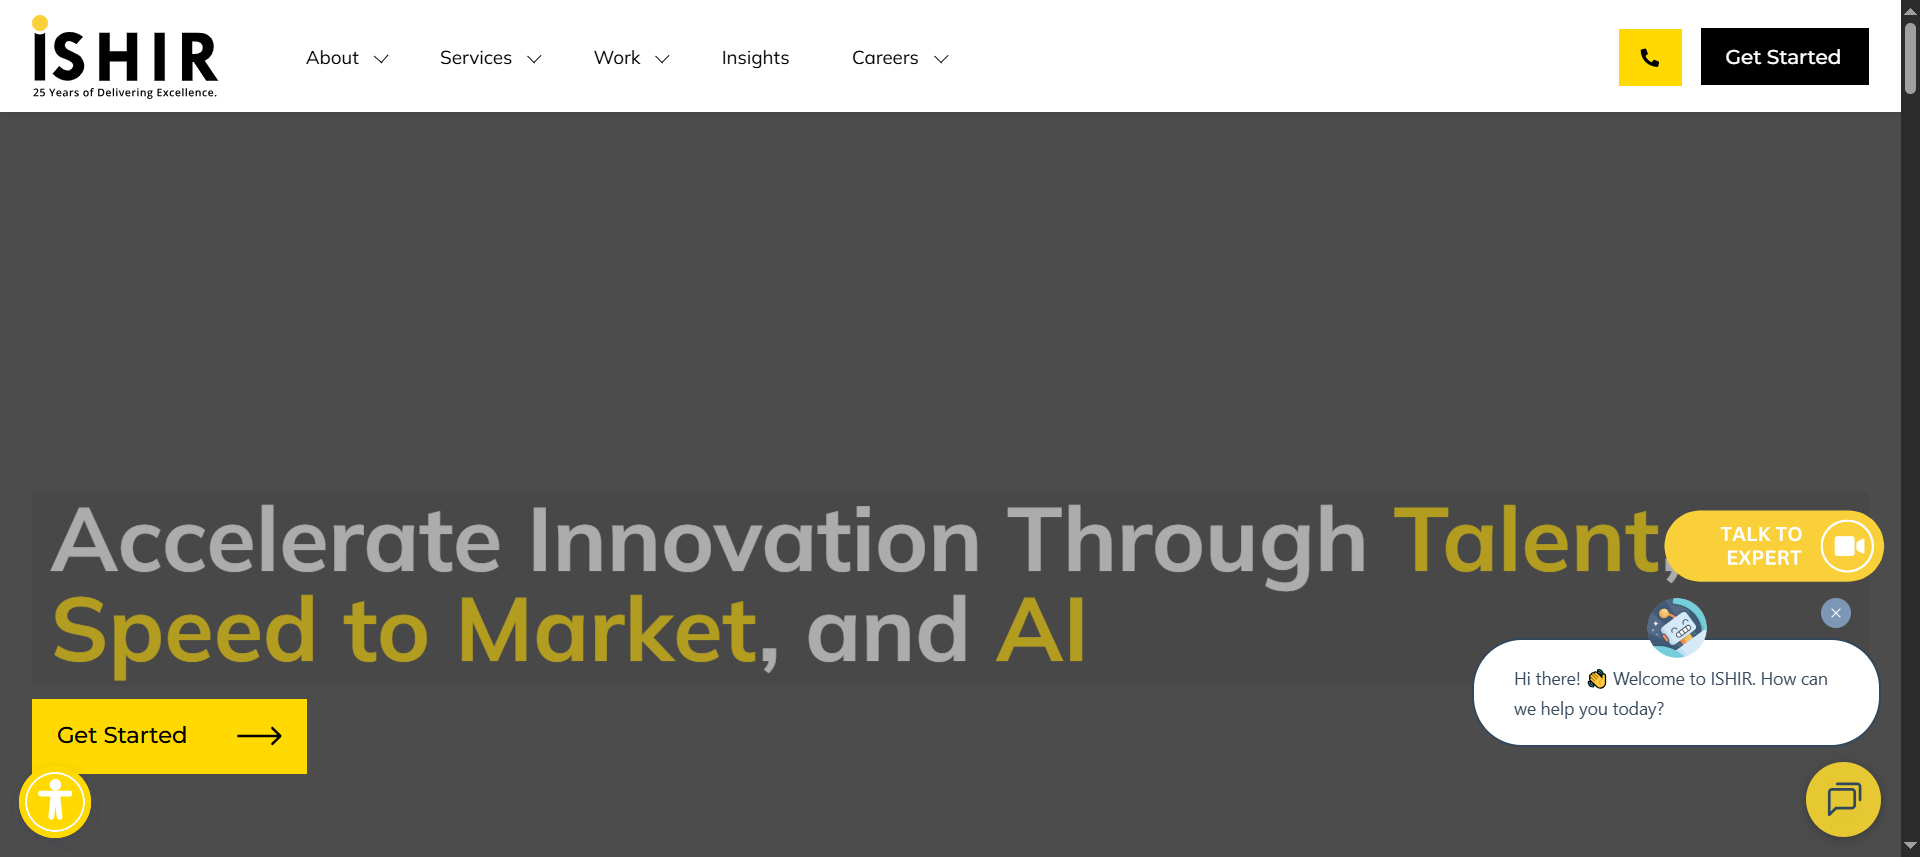 iSHIR
25 Years of Delivering Excellence.
About
Services
Work
Insights
Careers
Get Started
Accelerate Innovation Through Talent,
Speed to Market, and AI
Get Started
TALK TO
EXPERT
Hi there! 👋 Welcome to ISHIR. How can
we help you today?